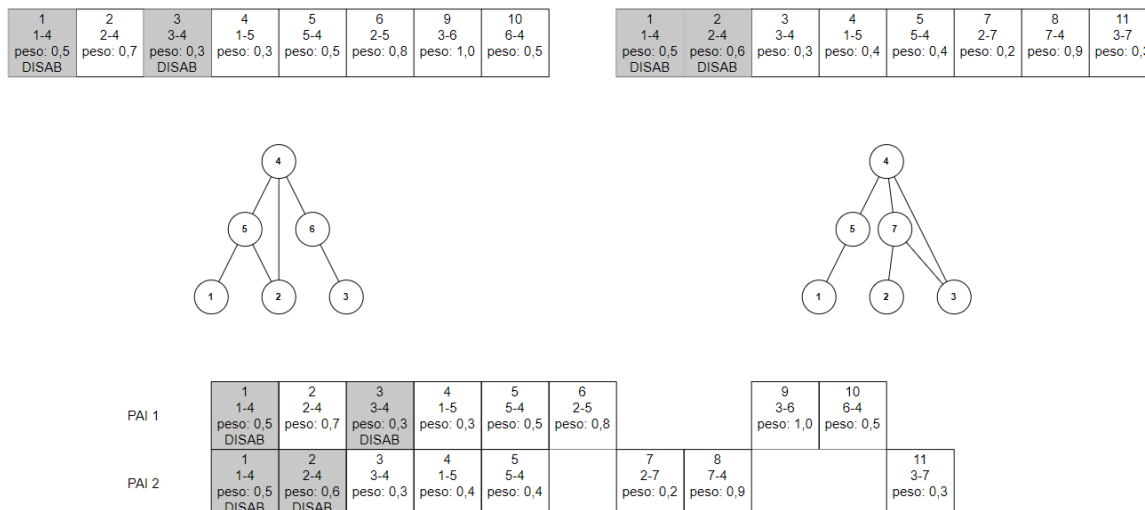 1 2 3 4 5 6 9 10
1-4 2-4 3-4 1-5 5-4 2-5 3-6 6-4
peso: 0,5 peso: 0,7 peso: 0,3 peso: 0,3 peso: 0,5 peso: 0,8 peso: 1,0 peso: 0,5
DISAB DISAB
1 2 3 4 5 7 8 11
1-4 2-4 3-4 1-5 5-4 2-7 7-4 3-7
peso: 0,5 peso: 0,6 peso: 0,3 peso: 0,4 peso: 0,4 peso: 0,2 peso: 0,9 peso: 0,3
DISAB DISAB
4
5 6
1 2 3
4
5 7
1 2 3
1 2 3 4 5 6 9 10
PAI 1 1-4 2-4 3-4 1-5 5-4 2-5 3-6 6-4
peso: 0,5 peso: 0,7 peso: 0,3 peso: 0,3 peso: 0,5 peso: 0,8 peso: 1,0 peso: 0,5
DISAB DISAB
1 2 3 4 5 7 8 11
PAI 2 1-4 2-4 3-4 1-5 5-4 2-7 7-4 3-7
peso: 0,5 peso: 0,6 peso: 0,3 peso: 0,4 peso: 0,4 peso: 0,2 peso: 0,9 peso: 0,3
DISAB DISAB